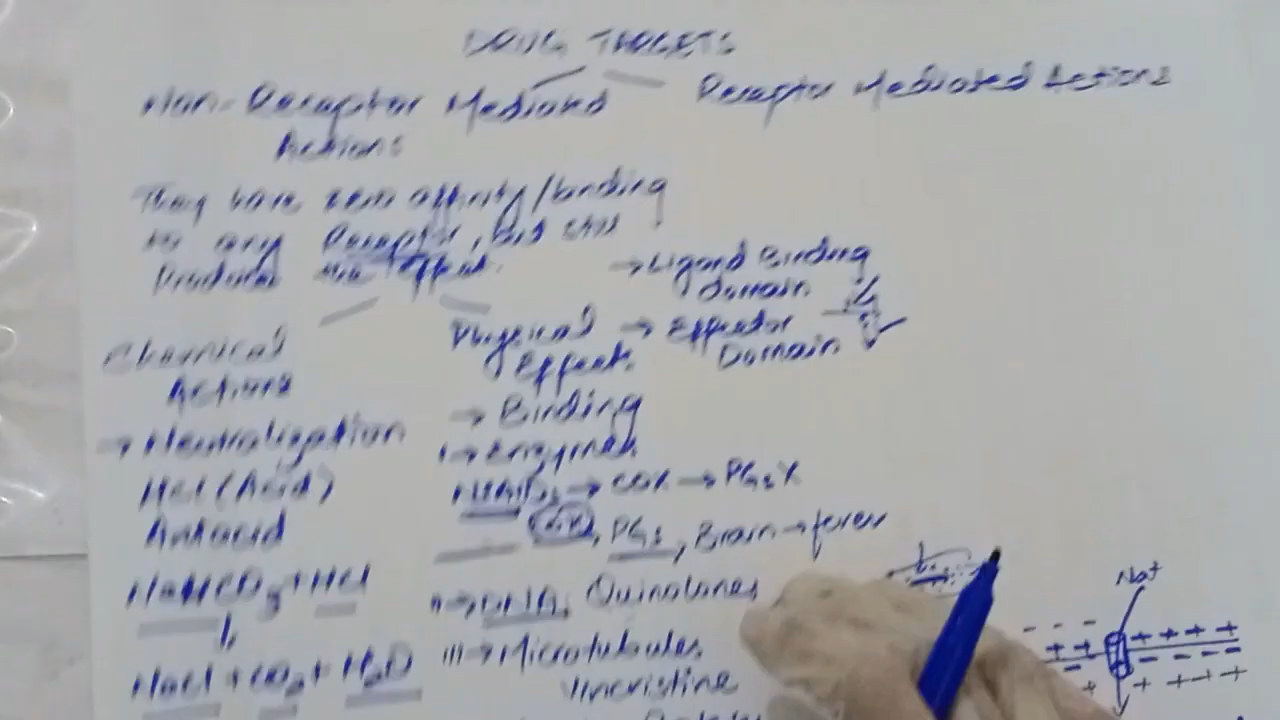 DRUG TARGETS
Non-Receptor Mediated
Actions
Receptor Mediated Actions
They have zero affinity/binding
to any Receptor, but still
Produce Effect.
Chemical
Actions
→ Neutralization
HCl (Acid)
Antacid
NaHCO3 + HCl
↓
NaCl + CO2 + H2O
Physical
Effect.
→ Binding
i → Enzymes
NSAIDs → COX → PGs X
COX, PGs, Brain → fever
ii → DNA, Quinolones
iii → Microtubules,
Vincristine
→ Ligand Binding
Domain
→ Effector
Domain
Na+
- - -
+ + + +
- - - -
+ + + +